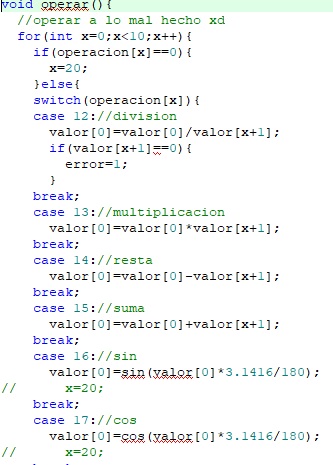 void operar(){
//operar a lo mal hecho xd
for(int x=0;x<10;x++){
if(operacion[x]==0){
x=20;
}else{
switch(operacion[x]){
case 12://division
valor[0]=valor[0]/valor[x+1];
if(valor[x+1]==0){
error=1;
}
break;
case 13://multiplicacion
valor[0]=valor[0]*valor[x+1];
break;
case 14://resta
valor[0]=valor[0]-valor[x+1];
break;
case 15://suma
valor[0]=valor[0]+valor[x+1];
break;
case 16://sin
valor[0]=sin(valor[0]*3.1416/180);
// x=20;
break;
case 17://cos
valor[0]=cos(valor[0]*3.1416/180);
// x=20;